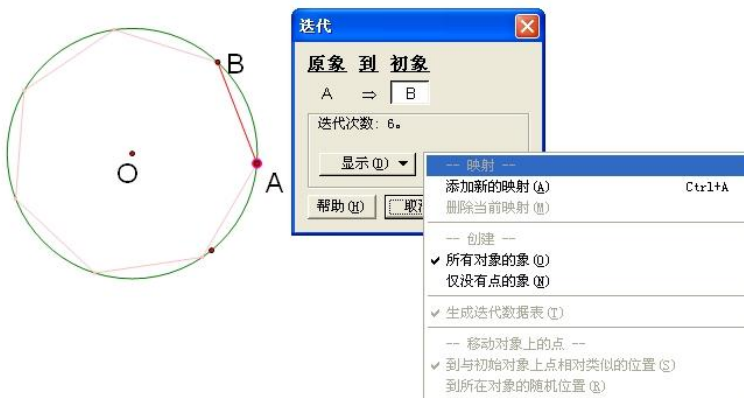 迭代
B
O
A
原象 到 初象
A ⇒ B
迭代次数: 6。
显示(D)
帮助(H)
-- 映射 --
添加新的映射(A) Ctrl+A
删除当前映射(M)
-- 创建 --
所有对象的象(O)
仅没有点的象(N)
生成迭代数据表(T)
-- 移动对象上的点 --
到与初始对象上点相对类似的位置(S)
到所在对象的随机位置(R)